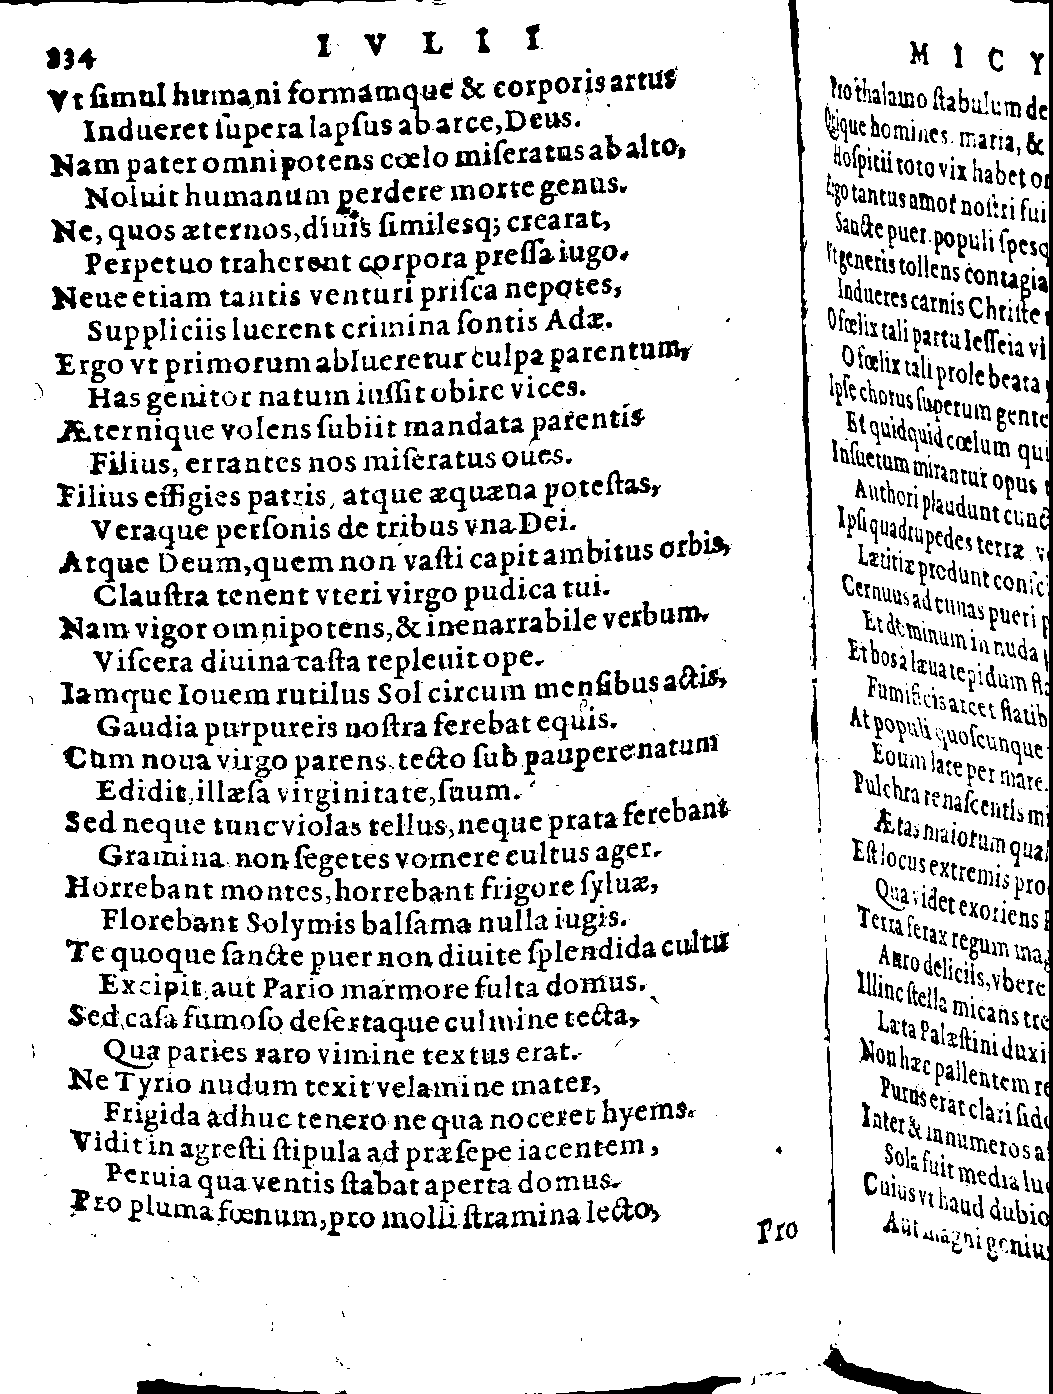 234
IVLII
Vt ſimul humani formamque & corporis artus
Indueret ſupera lapſus ab arce, Deus.
Nam pater omnipotens cœlo miſeratus ab alto,
Noluit humanum perdere morte genus.
Ne, quos æternos, diuis ſimilesq; crearat,
Perpetuo traherent corpora preſſa iugo.
Neue etiam tantis venturi priſca nepotes,
Suppliciis luerent crimina ſontis Adæ.
Ergo vt primorum ablueretur culpa parentum,
Has genitor natum iuſſit obire vices.
Æternique volens ſubiit mandata parentis
Filius, errantes nos miſeratus oues.
Filius effigies patris, atque æquæua poteſtas,
Veraque perſonis de tribus vna Dei.
Atque Deum, quem non vaſti capit ambitus orbis,
Clauſtra tenent vteri virgo pudica tui.
Nam vigor omnipotens, & inenarrabile verbum.
Viſcera diuina caſta repleuit ope.
Iamque Iouem rutilus Sol circum menſibus actis,
Gaudia purpureis noſtra ferebat equis.
Cum noua virgo parens, tecto ſub paupere natum
Edidit, illæſa virginitate, ſuum.
Sed neque tunc violas tellus, neque prata ferebant
Gramina non ſegetes vomere cultus ager.
Horrebant montes, horrebant frigore ſyluæ,
Florebant Solymis balſama nulla iugis.
Te quoque ſancte puer non diuite ſplendida cultu
Excipit, aut Pario marmore fulta domus.
Sed caſa fumoſo deſertaque culmine tecta,
Qua paries raro vimine textus erat.
Ne Tyrio nudum texit velamine mater,
Frigida adhuc tenero ne qua noceret hyems.
Vidit in agreſti ſtipula ad præſepe iacentem,
Peruia qua ventis ſtabat aperta domus.
Pro pluma fœnum, pro molli ſtramina lecto,
Pro
MICY
Pro thalamo ſtabulum de
Quique homines, maria, &
Hoſpitii toto vix habet
Ergo tantus amor noſtri fui
Sancte puer populi ſpesq
Vt generis tollens contagia
Indueres carnis Chriſte
O fœlix tali partu Ieſſeia vi
O fœlix tali prole beata
Ipſe chorus ſuperum gente
Et quidquid cœlum qui
Inſuetum mirantur opus
Authori plaudunt cunc
Ipſi quadrupedes terræ
Lætitiæ produnt conſci
Cernuus ad cunas pueri
Et dominum in nuda
Et bos a læua tepidum
Fumificis arcet flatib
At populi quoſcunque
Eoum late per mare
Pulchra renaſcentis
Ætas maiorum qua
Eſt locus extremis pro
Qua videt exoriens
Terra ferax regum mag
Auro deliciis, vbere
Illinc ſtella micans tre
Læta Palæſtini duxi
Non hæc pallentem
Purus erat clari ſide
Inter & innumeros
Sola fuit media lu
Cuius vt haud dubio
Aut magni genius